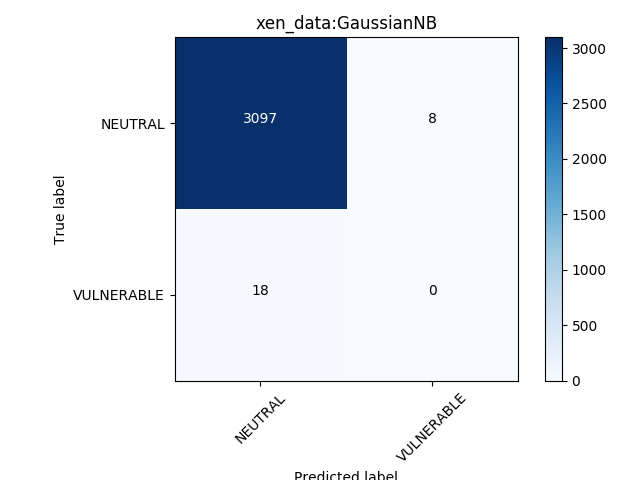 xen_data:GaussianNB
True label
NEUTRAL
VULNERABLE
3097
8
18
0
NEUTRAL
VULNERABLE
Predicted label
3000
2500
2000
1500
1000
500
0